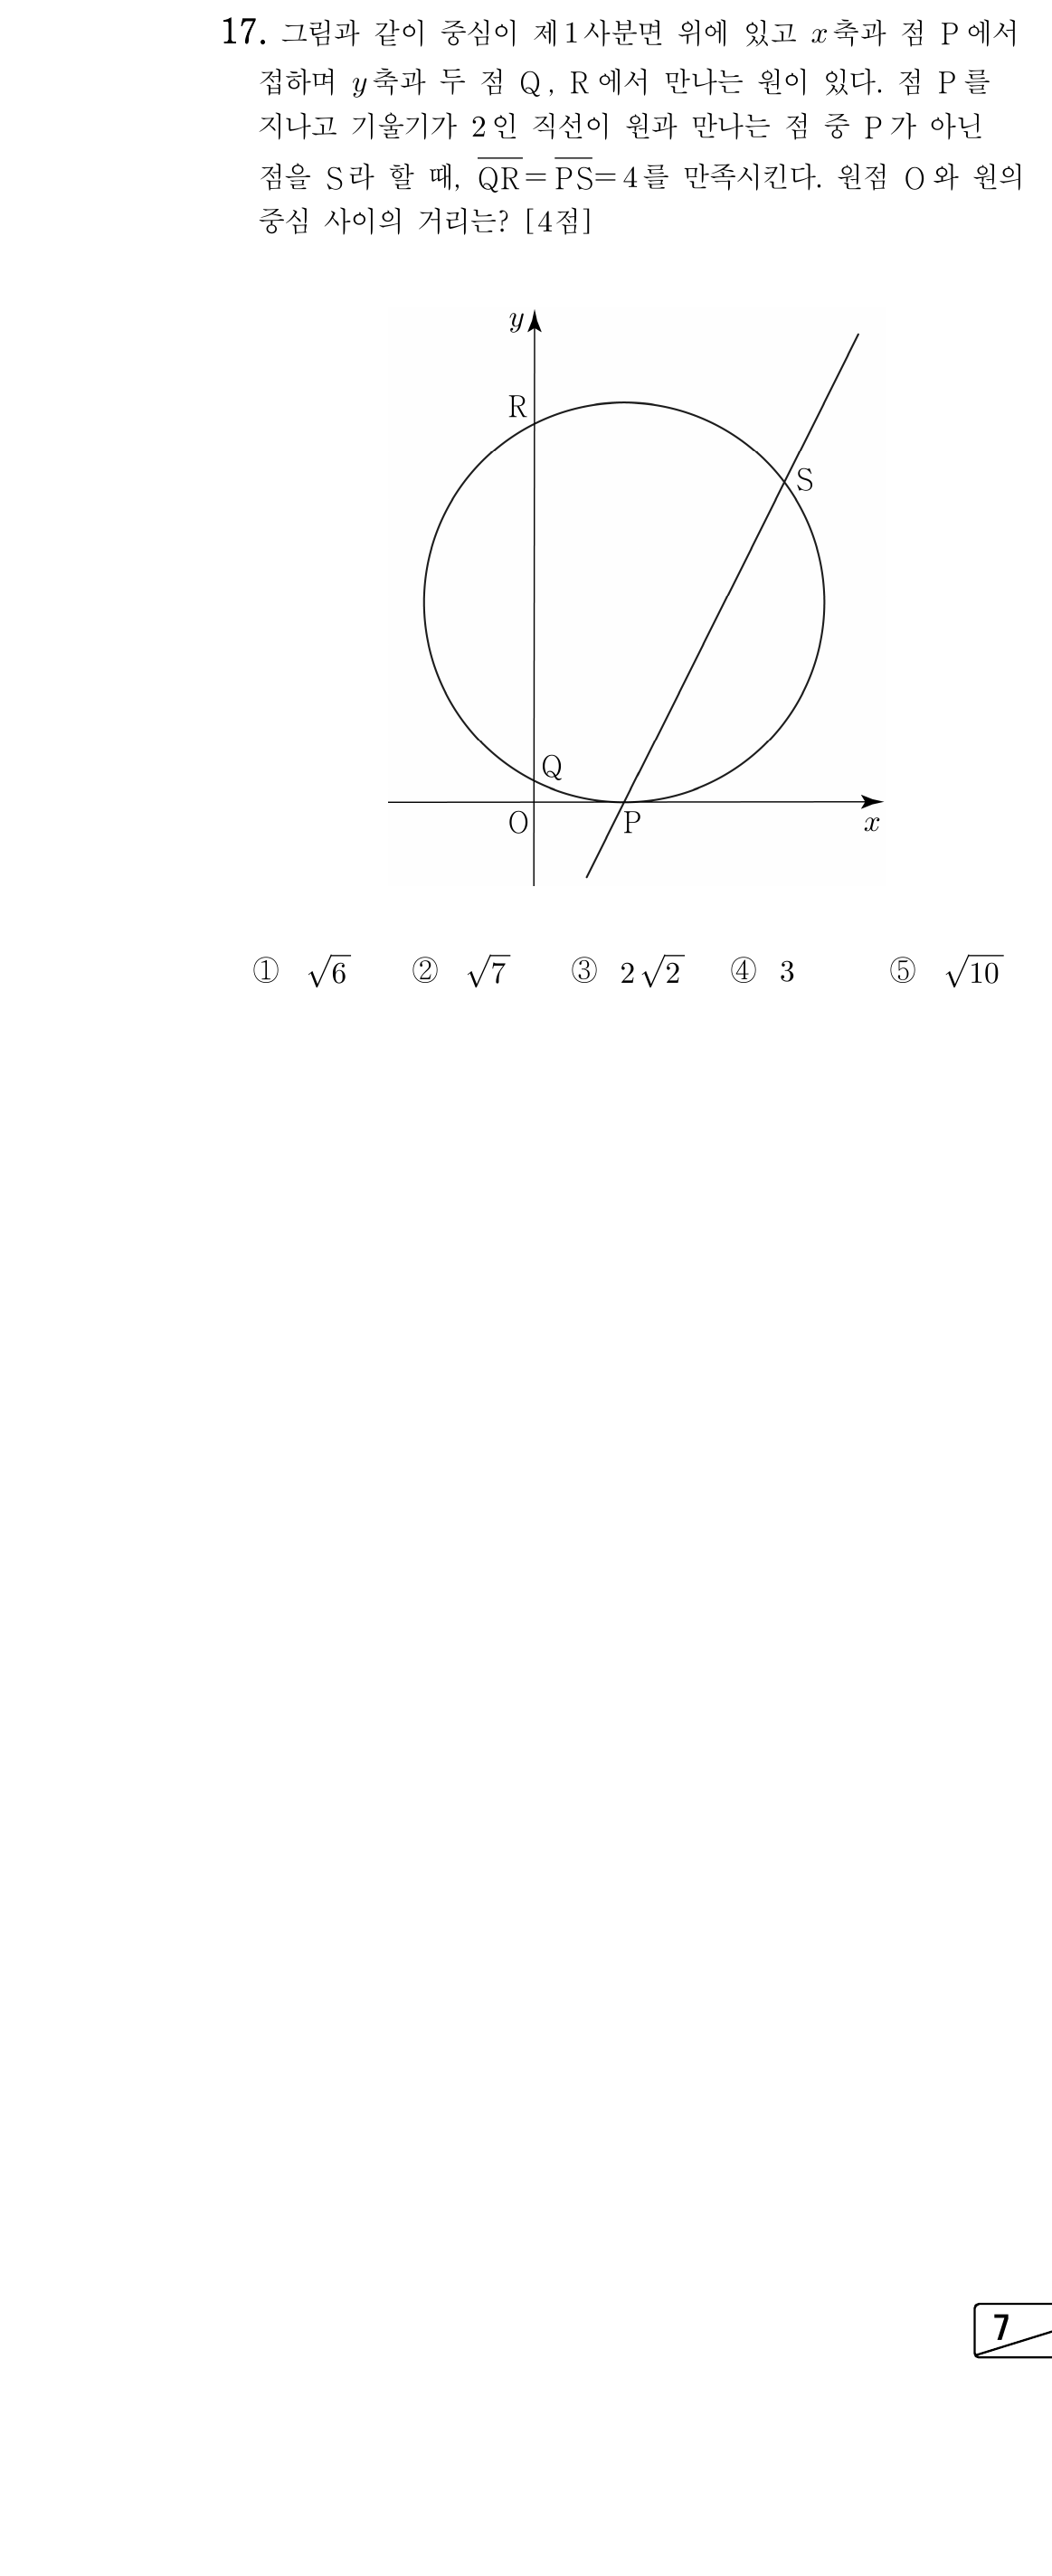 17. 그림과 같이 중심이 제1사분면 위에 있고 x축과 점 P에서
접하며 y축과 두 점 Q, R에서 만나는 원이 있다. 점 P를
지나고 기울기가 2인 직선이 원과 만나는 점 중 P가 아닌
점을 S라 할 때, \overline{QR}=\overline{PS}=4를 만족시킨다. 원점 O와 원의
중심 사이의 거리는? [4점]
y
R
S
Q
O
P
x
① √6 ② √7 ③ 2√2 ④ 3 ⑤ √10
7